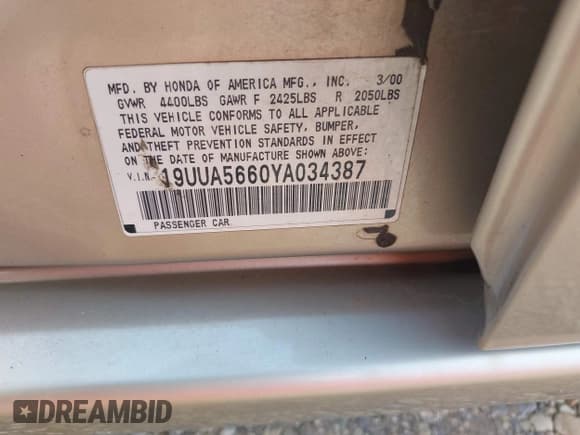 MFD. BY HONDA OF AMERICA MFG., INC. 3/00
GVWR 4400LBS GAWR F 2425LBS R 2050LBS
THIS VEHICLE CONFORMS TO ALL APPLICABLE
FEDERAL MOTOR VEHICLE SAFETY, BUMPER,
AND THEFT PREVENTION STANDARDS IN EFFECT
ON THE DATE OF MANUFACTURE SHOWN ABOVE:
V.I.N. 19UUA5660YA034387
PASSENGER CAR
DREAMBID